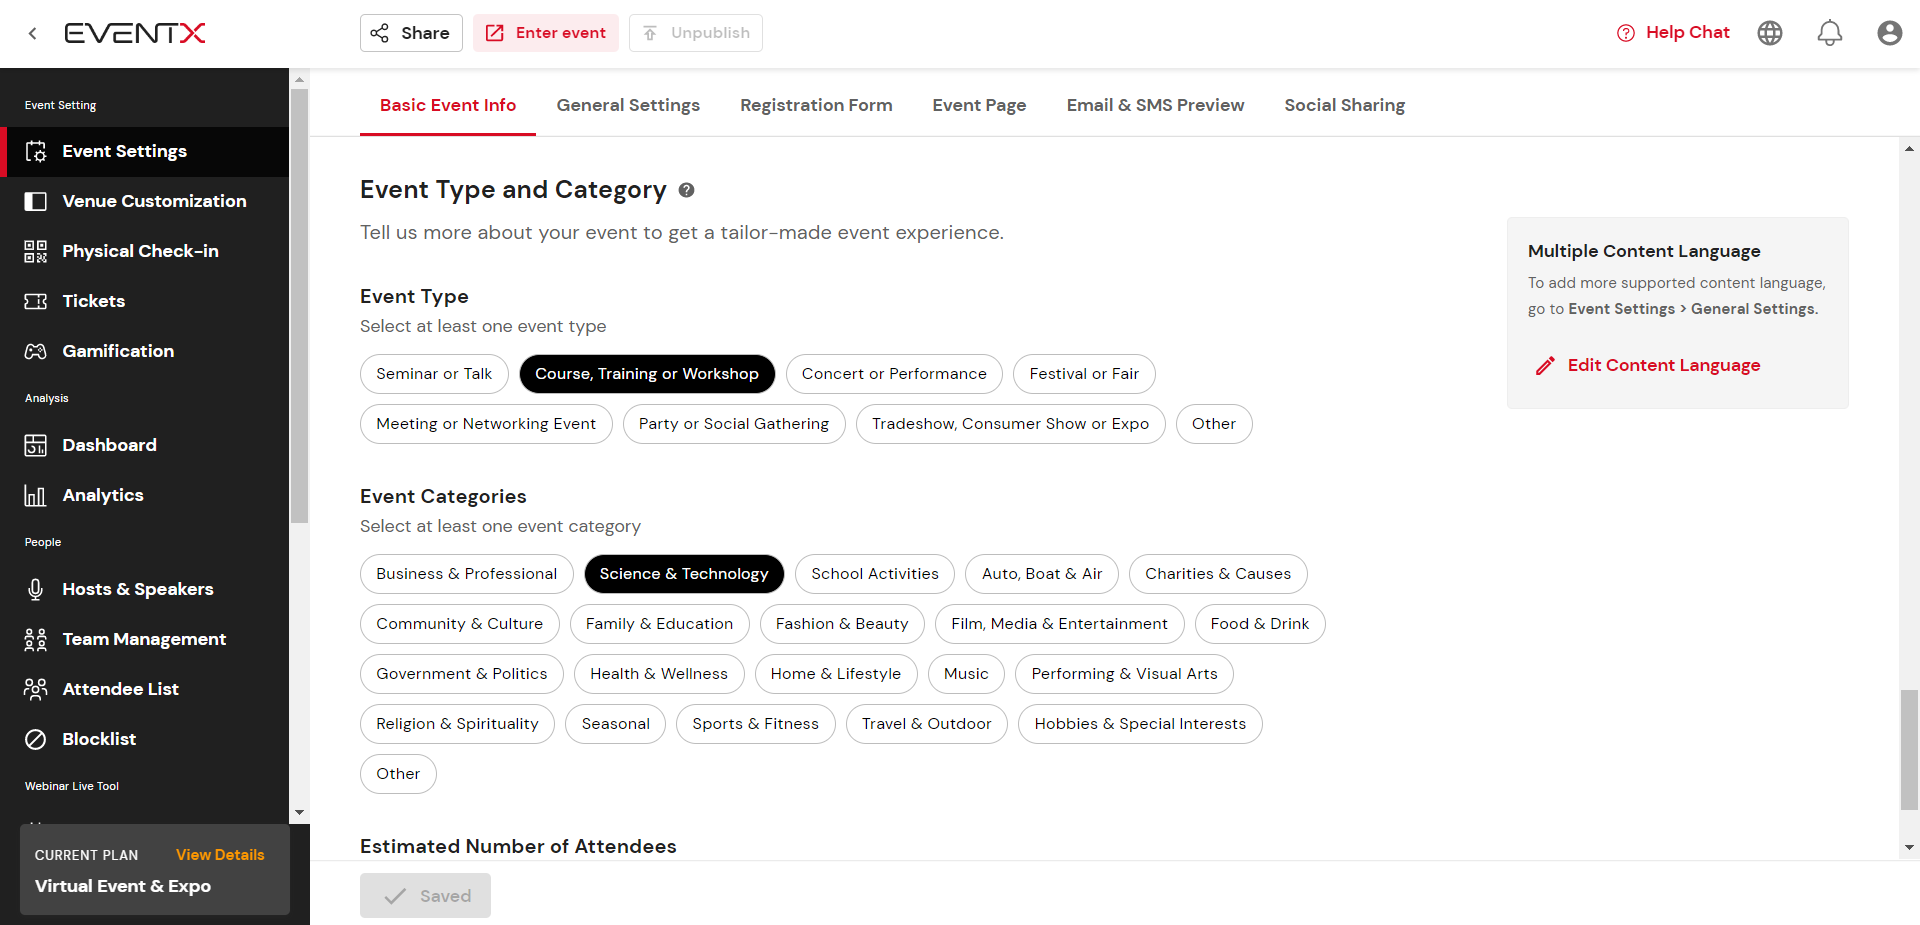 EVENTX
Share
Enter event
Unpublish
Help Chat
Event Setting
Event Settings
Venue Customization
Physical Check-in
Tickets
Gamification
Analysis
Dashboard
Analytics
People
Hosts & Speakers
Team Management
Attendee List
Blocklist
Webinar Live Tool
CURRENT PLAN
View Details
Virtual Event & Expo
Basic Event Info
General Settings
Registration Form
Event Page
Email & SMS Preview
Social Sharing
Event Type and Category
Tell us more about your event to get a tailor-made event experience.
Event Type
Select at least one event type
Seminar or Talk
Course, Training or Workshop
Concert or Performance
Festival or Fair
Meeting or Networking Event
Party or Social Gathering
Tradeshow, Consumer Show or Expo
Other
Event Categories
Select at least one event category
Business & Professional
Science & Technology
School Activities
Auto, Boat & Air
Charities & Causes
Community & Culture
Family & Education
Fashion & Beauty
Film, Media & Entertainment
Food & Drink
Government & Politics
Health & Wellness
Home & Lifestyle
Music
Performing & Visual Arts
Religion & Spirituality
Seasonal
Sports & Fitness
Travel & Outdoor
Hobbies & Special Interests
Other
Estimated Number of Attendees
Saved
Multiple Content Language
To add more supported content language,
go to Event Settings > General Settings.
Edit Content Language